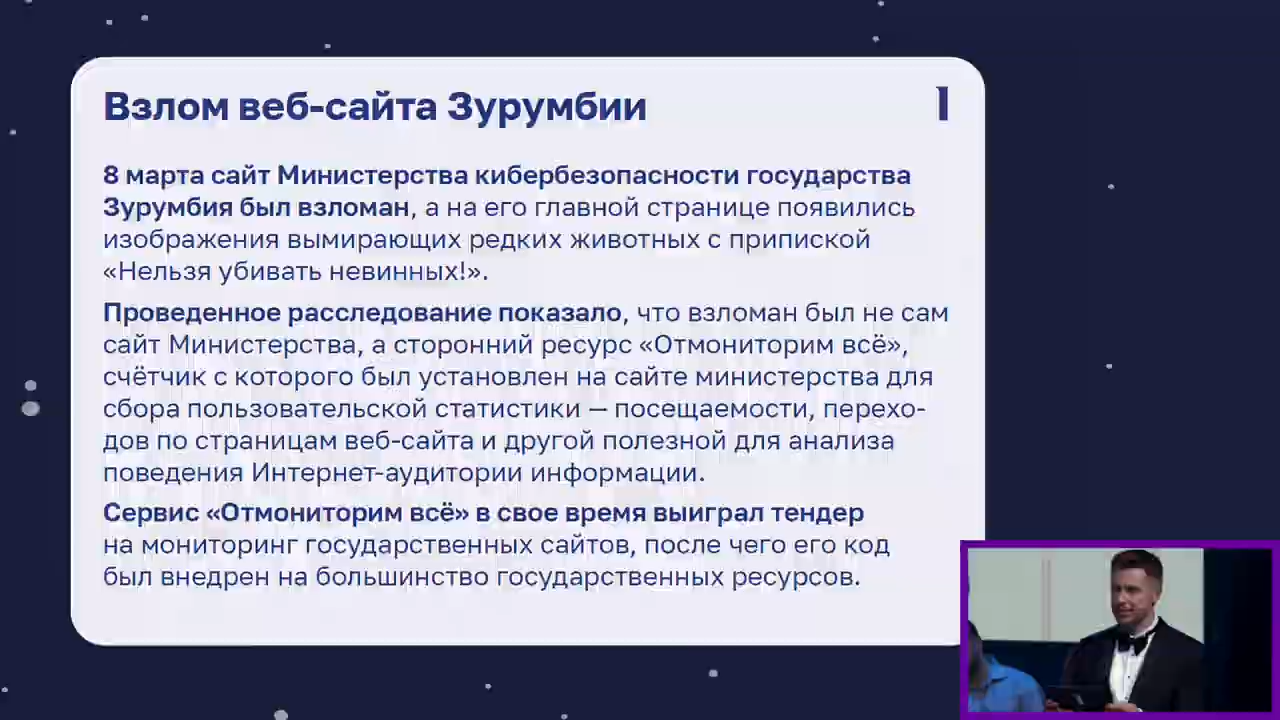 Взлом веб-сайта Зурумбии
1
8 марта сайт Министерства кибербезопасности государства
Зурумбия был взломан, а на его главной странице появились
изображения вымирающих редких животных с припиской
«Нельзя убивать невинных!».
Проведенное расследование показало, что взломан был не сам
сайт Министерства, а сторонний ресурс «Отмониторим всё»,
счётчик с которого был установлен на сайте министерства для
сбора пользовательской статистики — посещаемости, перехо-
дов по страницам веб-сайта и другой полезной для анализа
поведения Интернет-аудитории информации.
Сервис «Отмониторим всё» в свое время выиграл тендер
на мониторинг государственных сайтов, после чего его код
был внедрен на большинство государственных ресурсов.